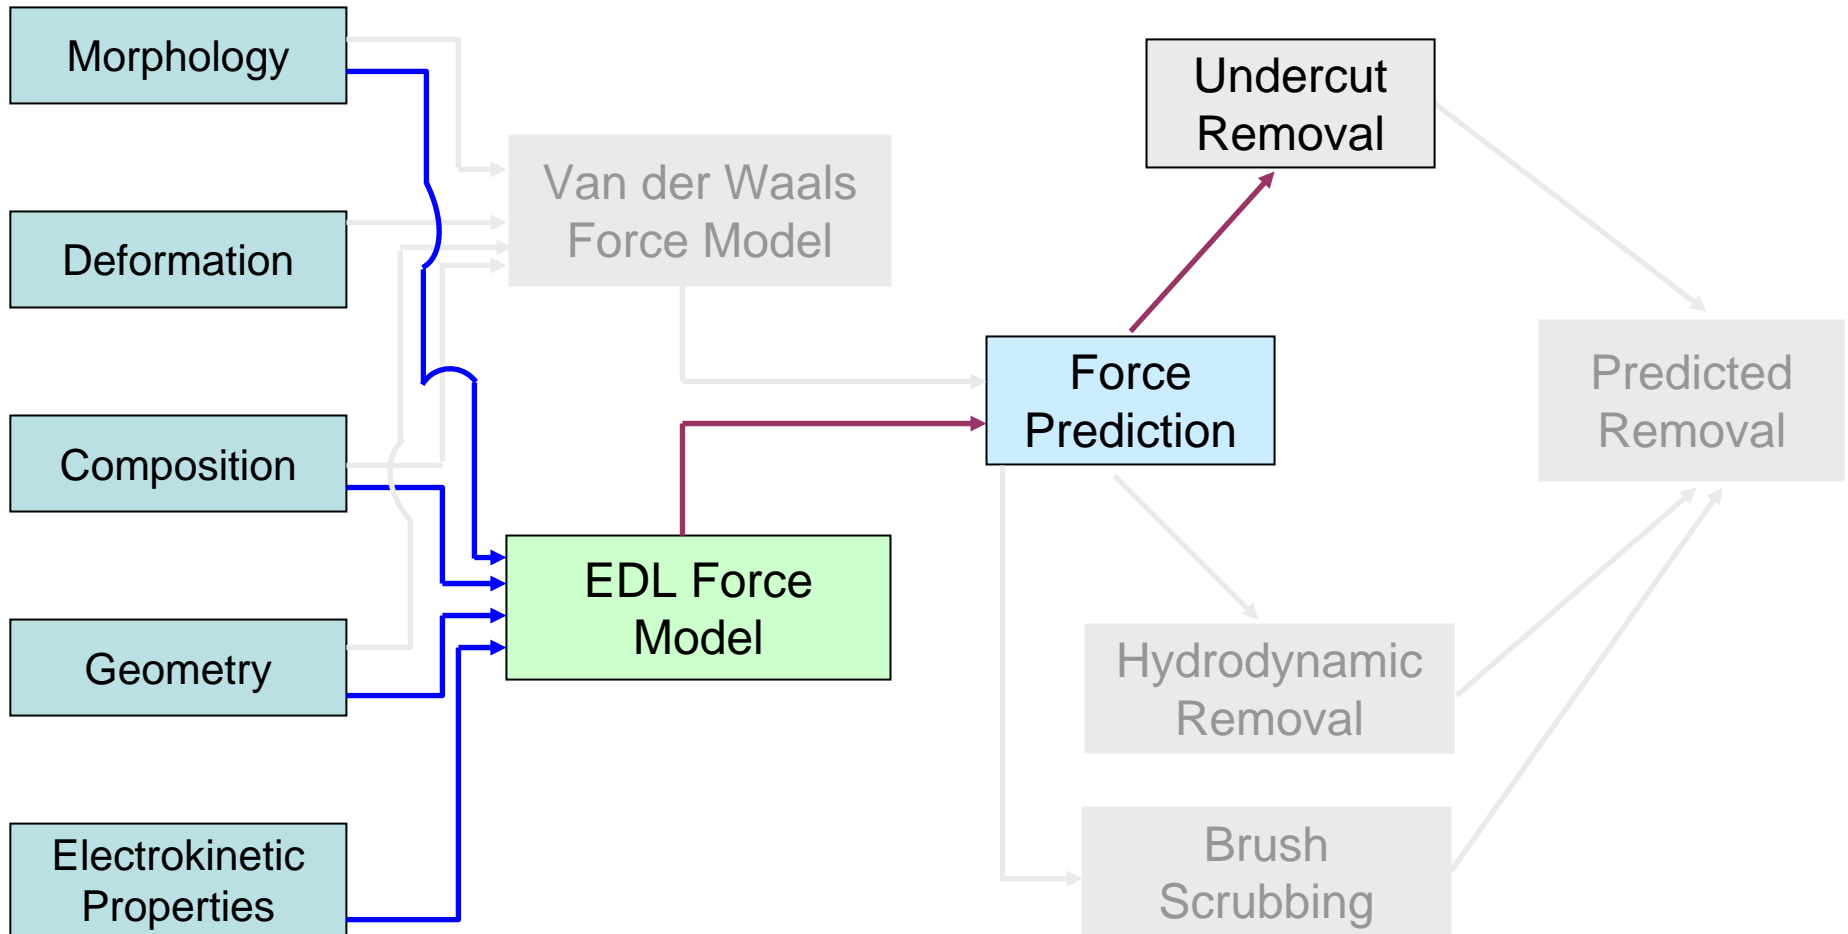 Morphology
Deformation
Composition
Geometry
Electrokinetic
Properties
Van der Waals
Force Model
EDL Force
Model
Force
Prediction
Undercut
Removal
Hydrodynamic
Removal
Brush
Scrubbing
Predicted
Removal